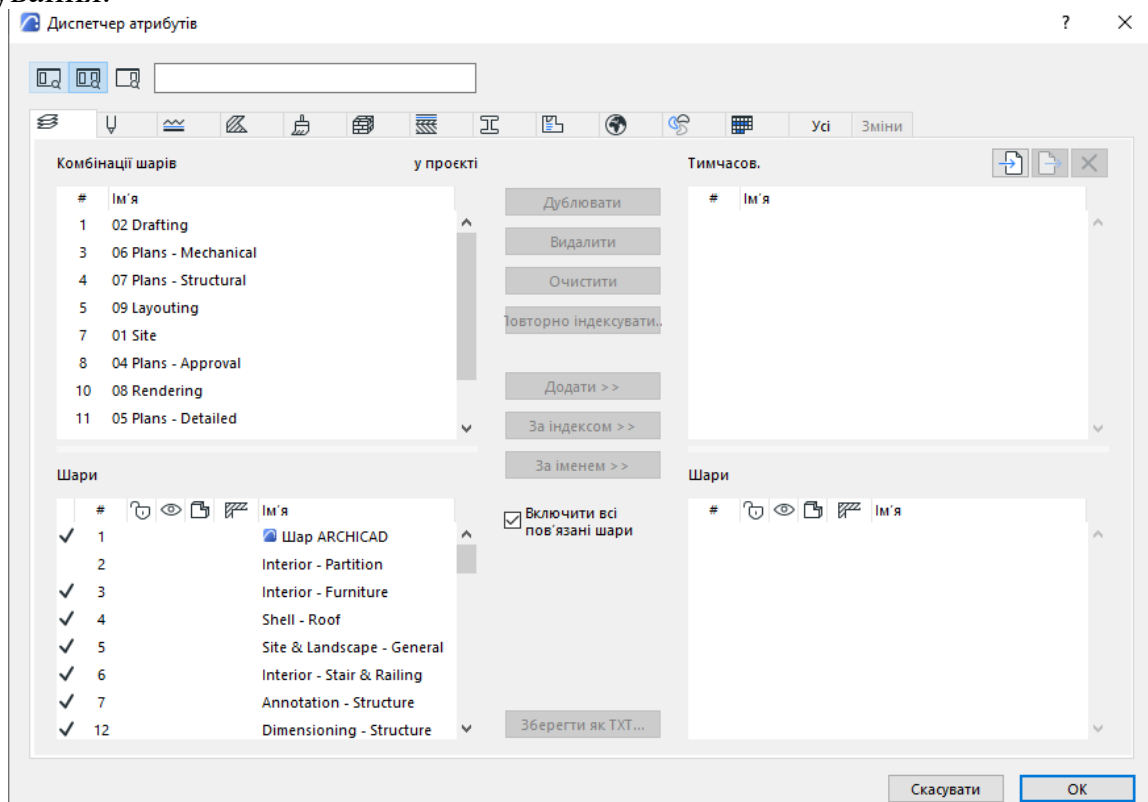 ування.
Диспетчер атрибутів
?
Усі
Зміни
Комбінації шарів
у проєкті
# Ім'я
1 02 Drafting
3 06 Plans - Mechanical
4 07 Plans - Structural
5 09 Layouting
7 01 Site
8 04 Plans - Approval
10 08 Rendering
11 05 Plans - Detailed
Шари
# Ім'я
1 Шар ARCHICAD
2 Interior - Partition
3 Interior - Furniture
4 Shell - Roof
5 Site & Landscape - General
6 Interior - Stair & Railing
7 Annotation - Structure
12 Dimensioning - Structure
Дублювати
Видалити
Очистити
Повторно індексувати..
Додати >>
За індексом >>
За іменем >>
Включити всі
пов'язані шари
Зберегти як TXT...
Тимчасов.
# Ім'я
Шари
# Ім'я
Скасувати
OK